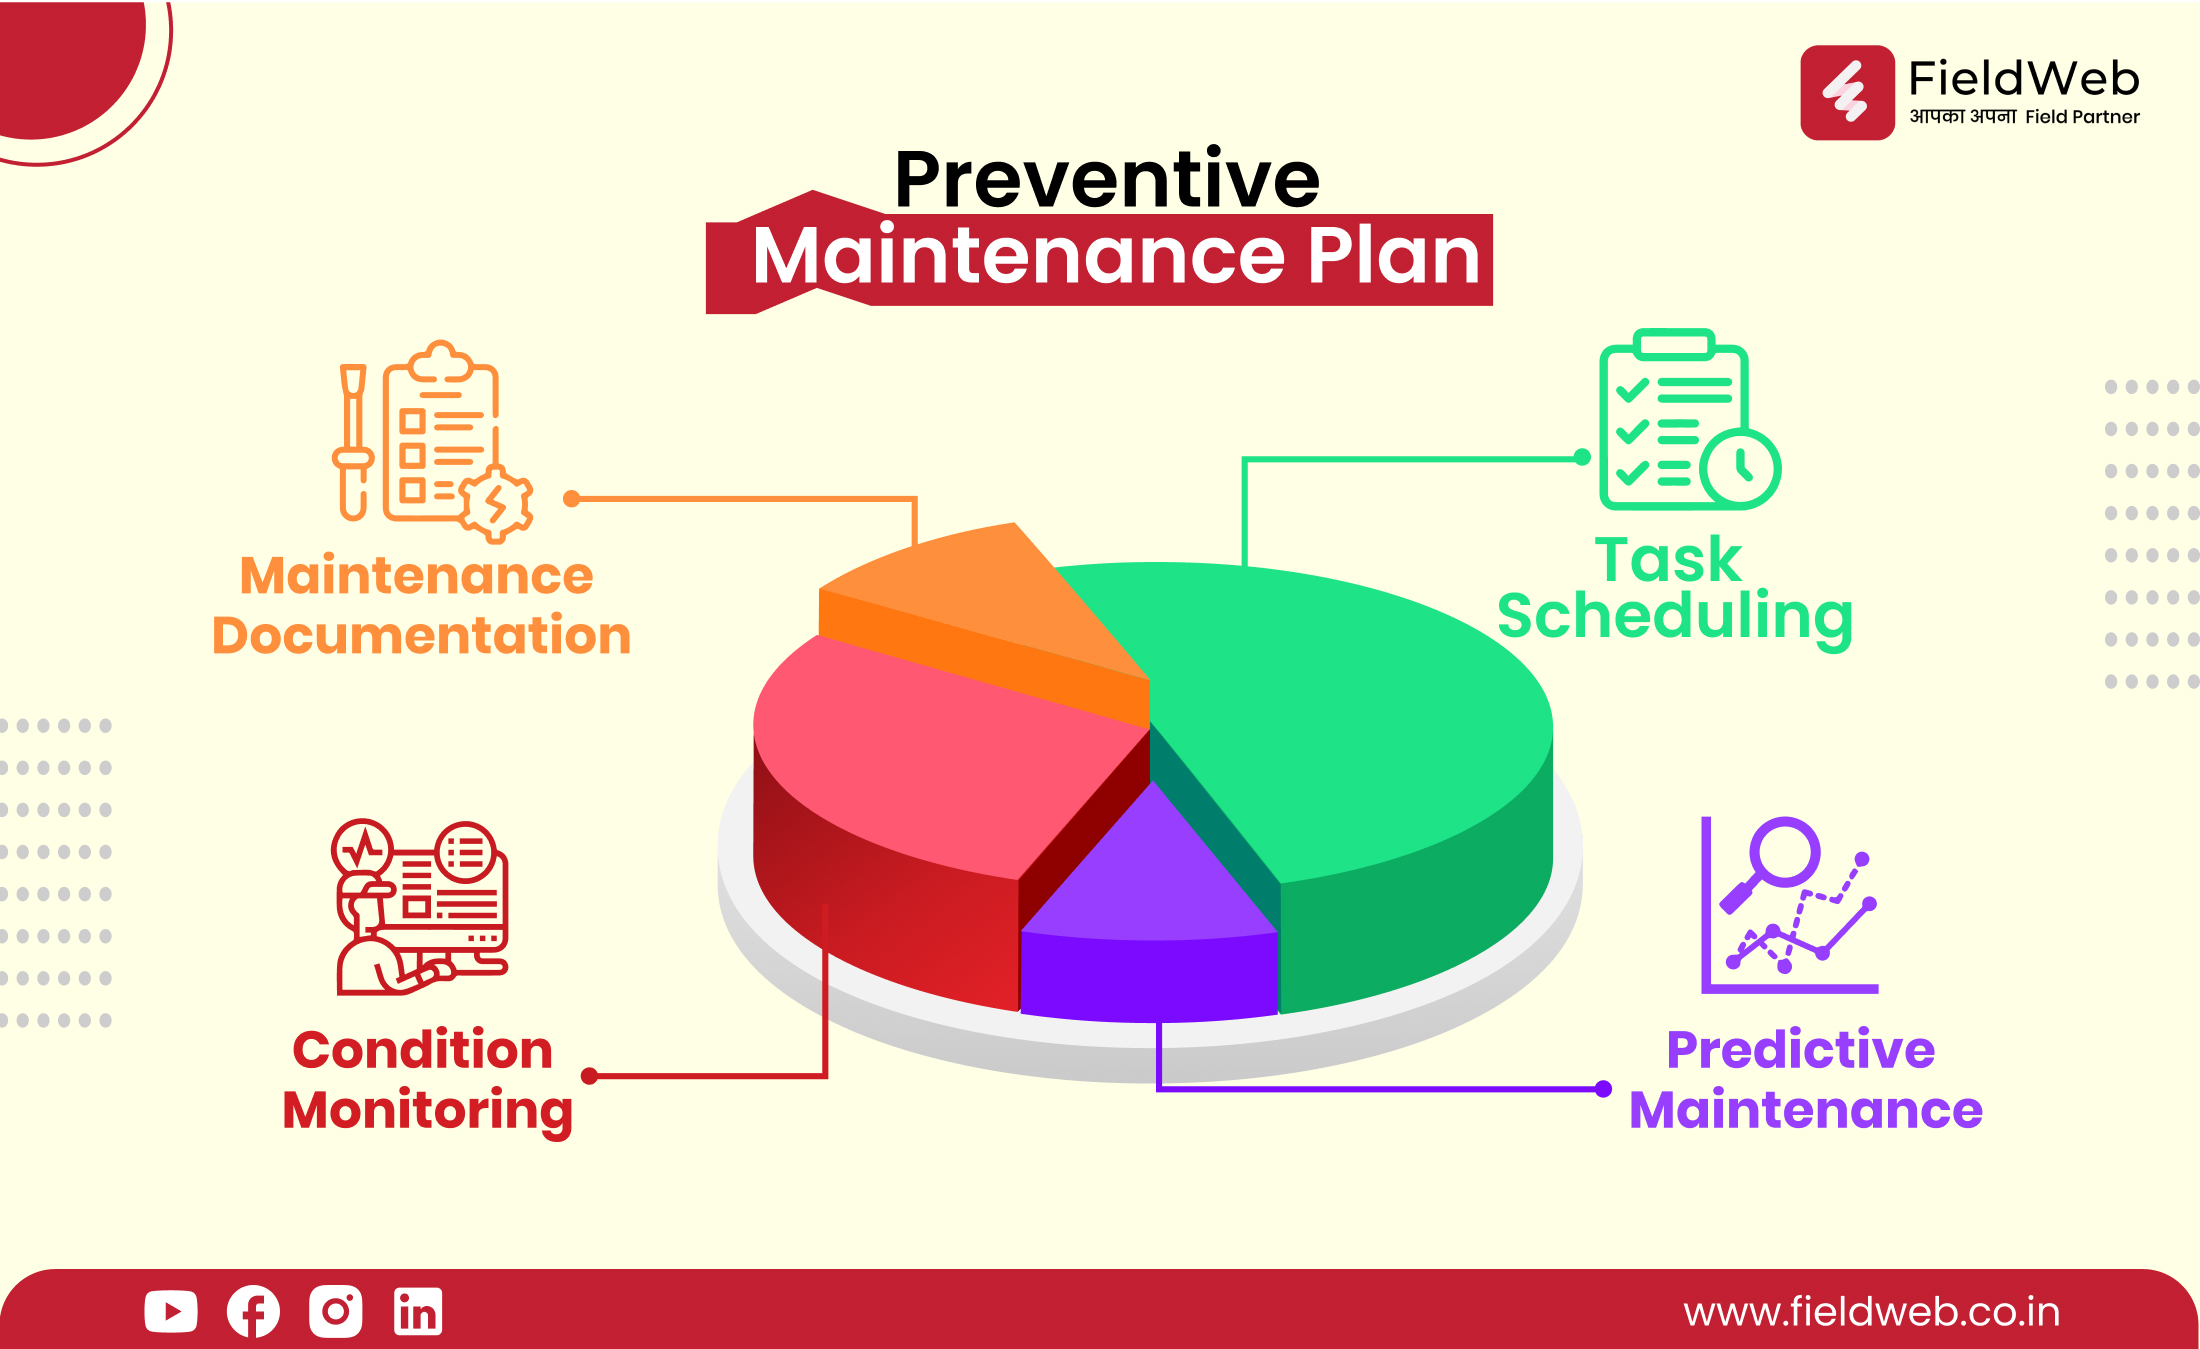 FieldWeb
आपका अपना Field Partner
Preventive
Maintenance Plan
Maintenance
Documentation
Task
Scheduling
Condition
Monitoring
Predictive
Maintenance
www.fieldweb.co.in